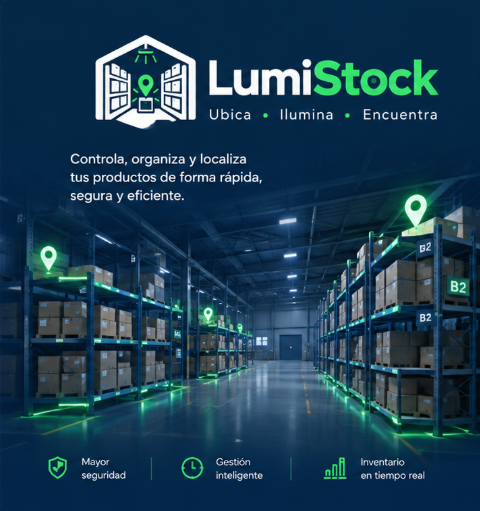 LumiStock
Ubica • Ilumina • Encuentra
Controla, organiza y localiza
tus productos de forma rápida,
segura y eficiente.
B2
B2
B2
Mayor
seguridad
Gestión
inteligente
Inventario
en tiempo real